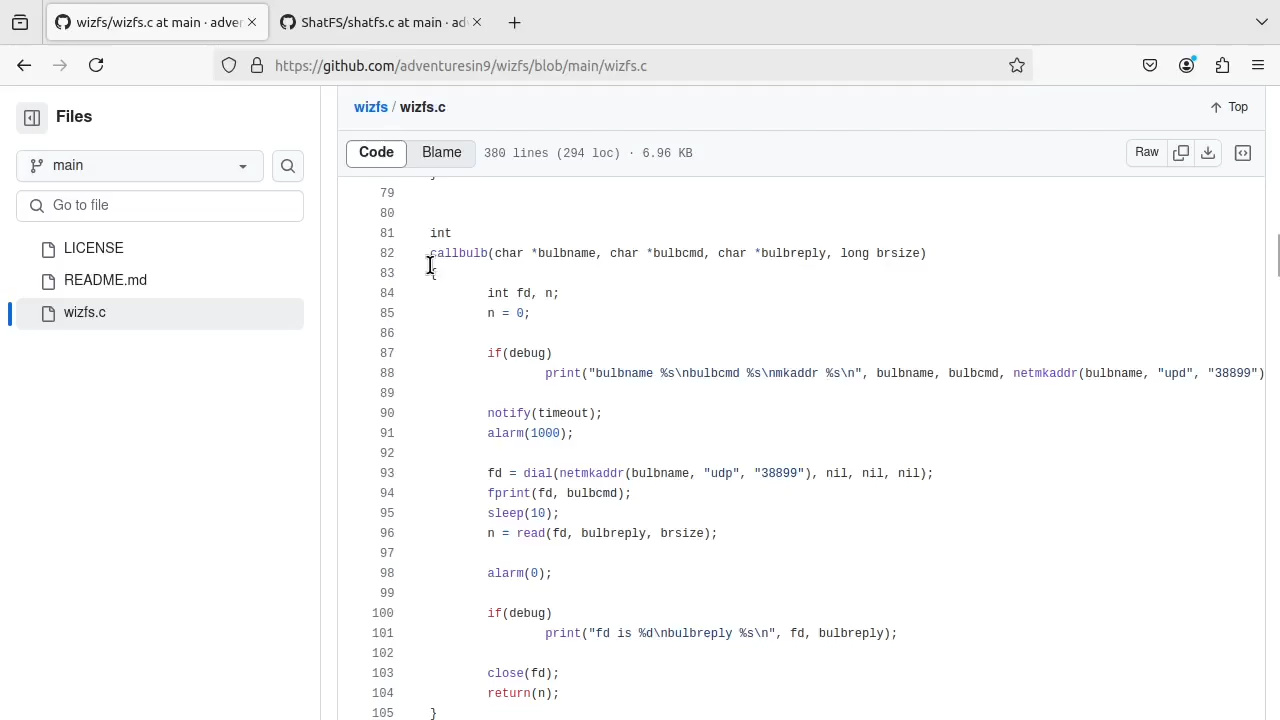 wizfs/wizfs.c at main · adver
ShatFS/shatfs.c at main · ad
https://github.com/adventuresin9/wizfs/blob/main/wizfs.c
Files
main
Go to file
LICENSE
README.md
wizfs.c
wizfs / wizfs.c
Top
Code Blame 380 lines (294 loc) · 6.96 KB
Raw
79
80
81 int
82 callbulb(char *bulbname, char *bulbcmd, char *bulbreply, long brsize)
83 {
84 int fd, n;
85 n = 0;
86
87 if(debug)
88 print("bulbname %s\nbulbcmd %s\nmkaddr %s\n", bulbname, bulbcmd, netmkaddr(bulbname, "upd", "38899")
89
90 notify(timeout);
91 alarm(1000);
92
93 fd = dial(netmkaddr(bulbname, "udp", "38899"), nil, nil, nil);
94 fprint(fd, bulbcmd);
95 sleep(10);
96 n = read(fd, bulbreply, brsize);
97
98 alarm(0);
99
100 if(debug)
101 print("fd is %d\nbulbreply %s\n", fd, bulbreply);
102
103 close(fd);
104 return(n);
105 }